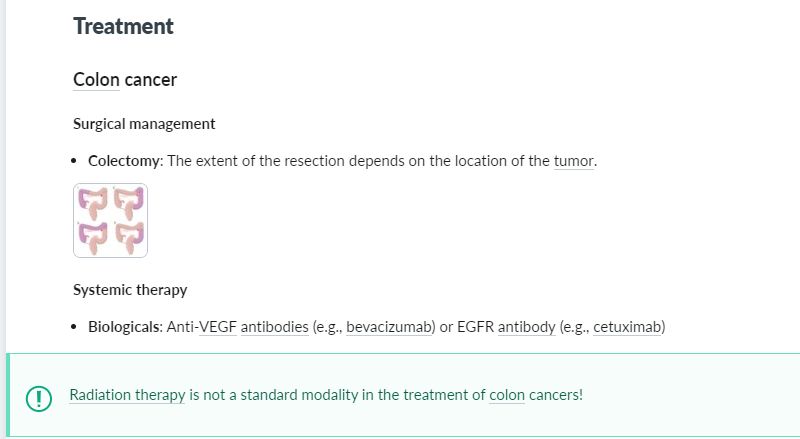 Treatment
Colon cancer
Surgical management
• Colectomy: The extent of the resection depends on the location of the tumor.
Systemic therapy
• Biologicals: Anti-VEGF antibodies (e.g., bevacizumab) or EGFR antibody (e.g., cetuximab)
Radiation therapy is not a standard modality in the treatment of colon cancers!